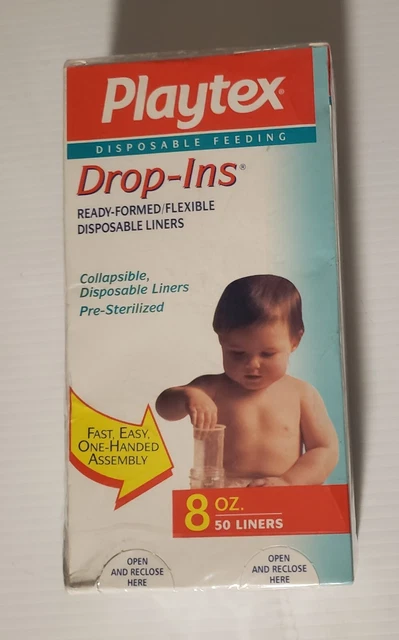 Playtex®
DISPOSABLE FEEDING
Drop-Ins®
READY-FORMED/FLEXIBLE
DISPOSABLE LINERS
Collapsible,
Disposable Liners
Pre-Sterilized
FAST, EASY,
ONE-HANDED
ASSEMBLY
8 OZ.
50 LINERS
OPEN
AND RECLOSE
HERE
OPEN
AND RECLOSE
HERE